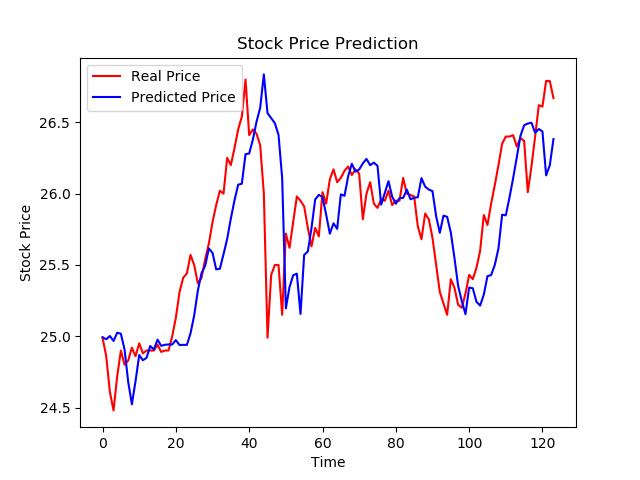 Stock Price Prediction
Real Price
Predicted Price
26.5
26.0
25.5
25.0
24.5
Stock Price
0 20 40 60 80 100 120
Time